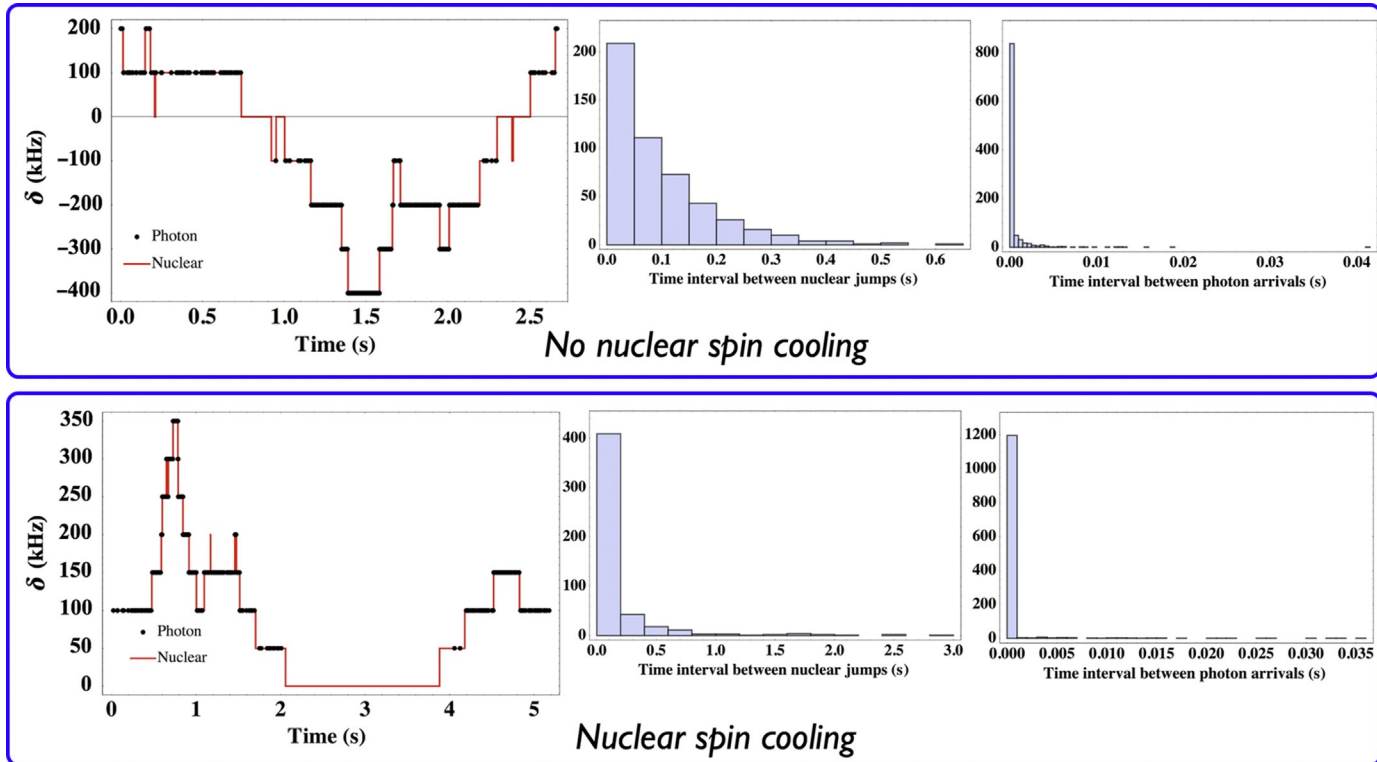 200
100
0
−100
−200
−300
−400
δ (kHz)
Photon
Nuclear
0.0 0.5 1.0 1.5 2.0 2.5
Time (s)
200
150
100
50
0
0.0 0.1 0.2 0.3 0.4 0.5 0.6
Time interval between nuclear jumps (s)
800
600
400
200
0
0.00 0.01 0.02 0.03 0.04
Time interval between photon arrivals (s)
No nuclear spin cooling
350
300
250
200
150
100
50
0
δ (kHz)
Photon
Nuclear
0 1 2 3 4 5
Time (s)
400
300
400
200
100
0
0.0 0.5 1.0 1.5 2.0 3.0
Time interval between nuclear jumps (s)
1200
1000
800
600
400
200
0
0.000 0.005 0.010 0.015 0.020 0.025 0.030 0.035
Time interval between photon arrivals (s)
Nuclear spin cooling